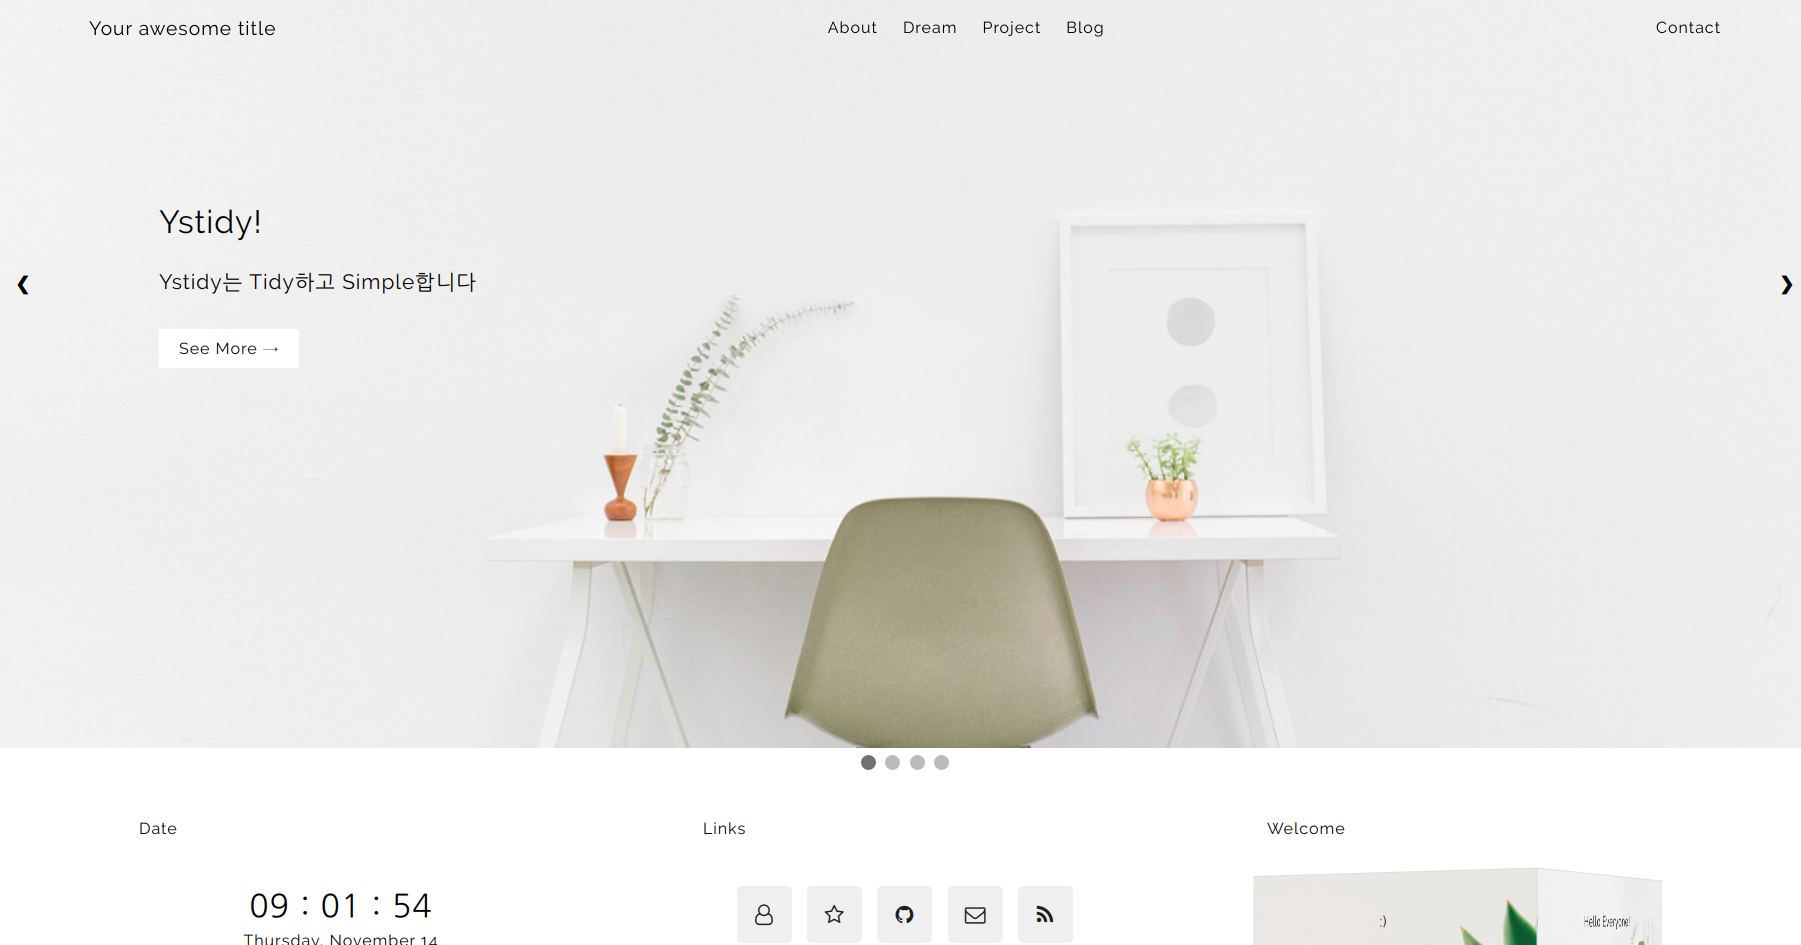 Your awesome title
About Dream Project Blog
Contact
Ystidy!
Ystidy는 Tidy하고 Simple합니다
See More →
Date
Links
Welcome
09 : 01 : 54
Thursday, November 14
:)
Hello Everyone!